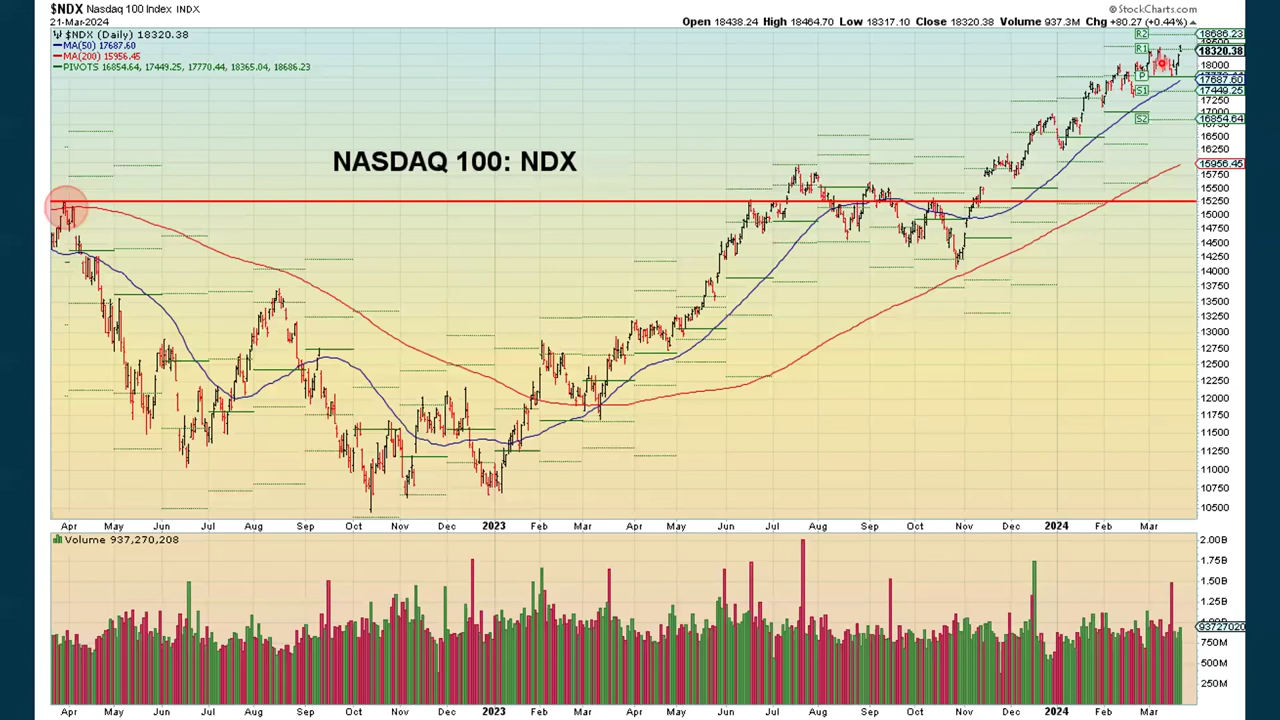 $NDX Nasdaq 100 Index INDX
© StockCharts.com
21-Mar-2024
Open 18438.24 High 18464.70 Low 18317.10 Close 18320.38 Volume 937.3M Chg +80.27 (+0.44%)
$NDX (Daily) 18320.38
MA(50) 17687.60
MA(200) 15956.45
PIVOTS 16854.64, 17449.25, 17770.44, 18365.04, 18686.23
NASDAQ 100: NDX
R2
R1
P
S1
S2
18686.23
18320.38
18000
17687.60
17449.25
17250
16854.64
16500
16250
15956.45
15500
15250
15000
14750
14500
14250
14000
13750
13500
13250
13000
12750
12500
12250
12000
11750
11500
11250
11000
10750
10500
Apr May Jun Jul Aug Sep Oct Nov Dec 2023 Feb Mar Apr May Jun Jul Aug Sep Oct Nov Dec 2024 Feb Mar
Volume 937,270,208
2.00B
1.75B
1.50B
1.25B
937270208
750M
500M
250M
Apr May Jun Jul Aug Sep Oct Nov Dec 2023 Feb Mar Apr May Jun Jul Aug Sep Oct Nov Dec 2024 Feb Mar